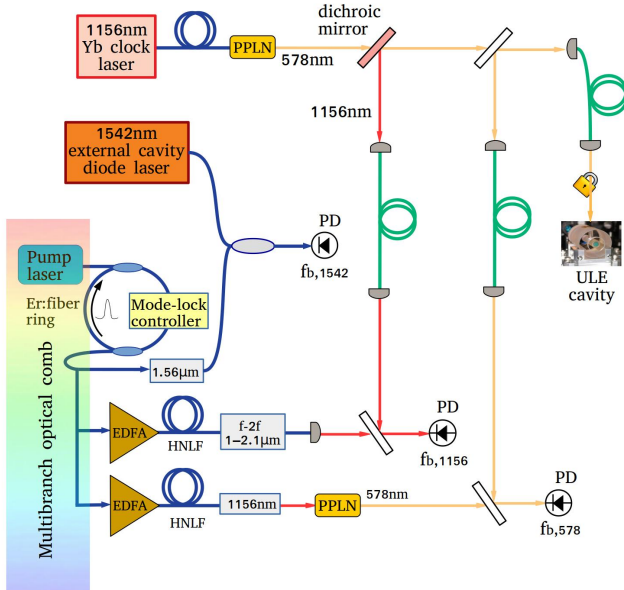 1156nm
Yb clock
laser
PPLN
578nm
dichroic
mirror
1156nm
1542nm
external cavity
diode laser
PD
fb,1542
ULE
cavity
Pump
laser
Er:fiber
ring
Mode-lock
controller
1.56μm
Multibranch optical comb
EDFA
HNLF
f-2f
1−2.1μm
PD
fb,1156
EDFA
HNLF
1156nm
PPLN
578nm
PD
fb,578